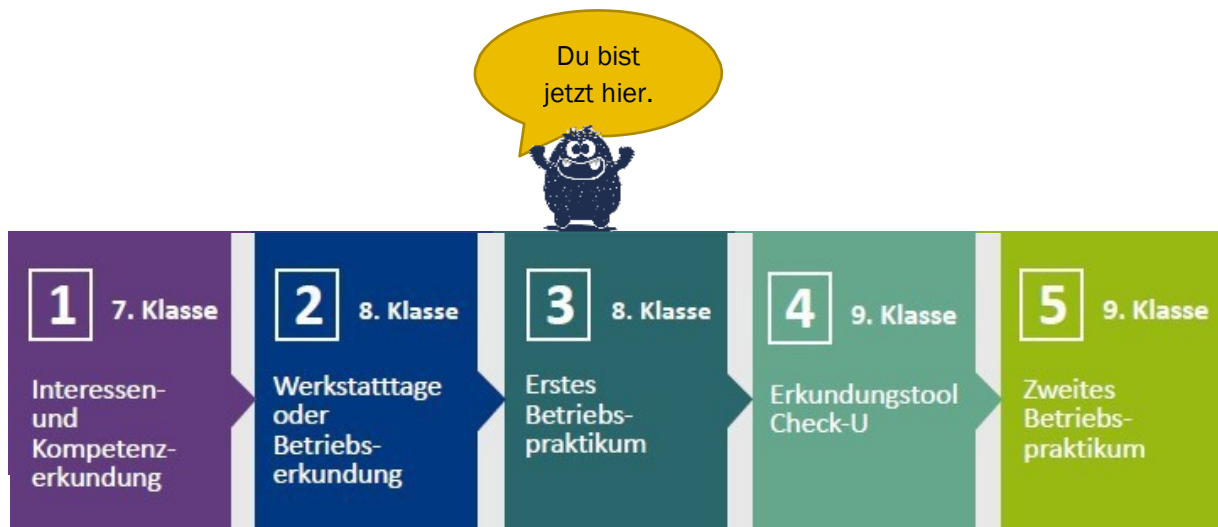 Du bist
jetzt hier.
1 7. Klasse
Interessen-
und
Kompetenz-
erkundung
2 8. Klasse
Werkstatttage
oder
Betriebs-
erkundung
3 8. Klasse
Erstes
Betriebs-
praktikum
4 9. Klasse
Erkundungstool
Check-U
5 9. Klasse
Zweites
Betriebs-
praktikum